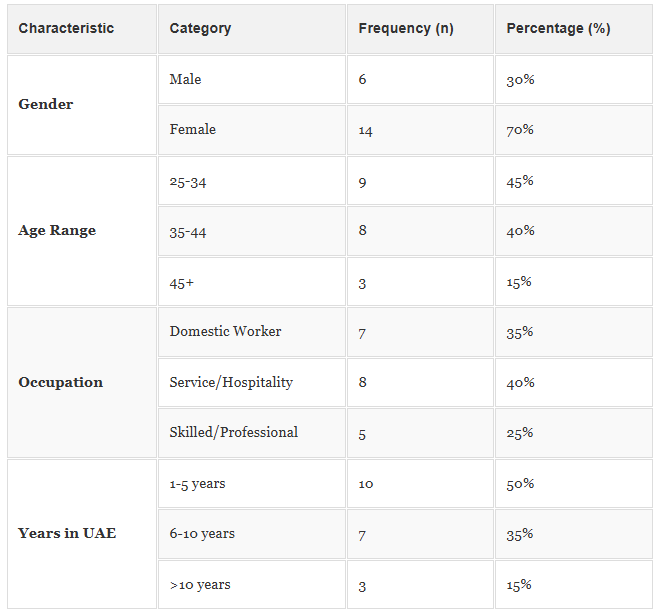 Characteristic Category Frequency (n) Percentage (%)
Gender
Male 6 30%
Female 14 70%
Age Range
25-34 9 45%
35-44 8 40%
45+ 3 15%
Occupation
Domestic Worker 7 35%
Service/Hospitality 8 40%
Skilled/Professional 5 25%
Years in UAE
1-5 years 10 50%
6-10 years 7 35%
>10 years 3 15%